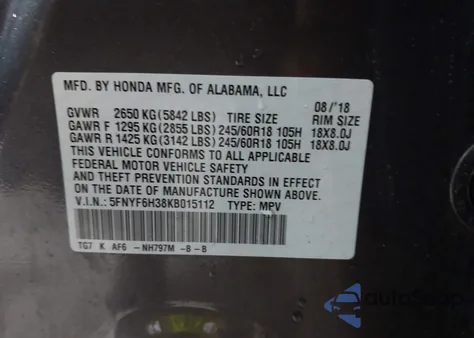 MFD. BY HONDA MFG. OF ALABAMA, LLC 08/'18
GVWR 2650 KG(5842 LBS) TIRE SIZE RIM SIZE
GAWR F 1295 KG(2855 LBS)245/60R18 105H 18X8.0J
GAWR R 1425 KG(3142 LBS)245/60R18 105H 18X8.0J
THIS VEHICLE CONFORMS TO ALL APPLICABLE
FEDERAL MOTOR VEHICLE SAFETY
AND THEFT PREVENTION STANDARDS IN EFFECT
ON THE DATE OF MANUFACTURE SHOWN ABOVE.
V.I.N.: 5FNYF6H38KB015112 TYPE: MPV
TG7 K AF6 -NH797M -B -B